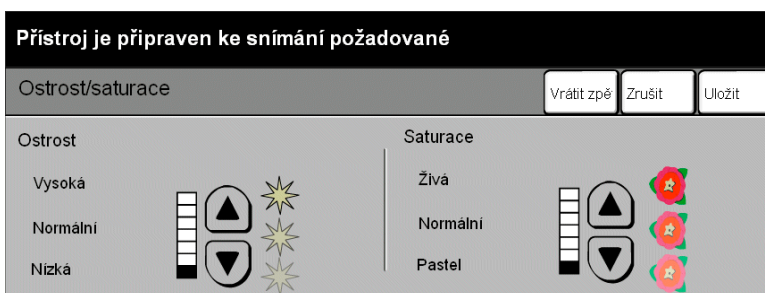 Přístroj je připraven ke snímání požadované
Ostrost/saturace
Vrátit zpě
Zrušit
Uložit
Ostrost
Vysoká
Normální
Nízká
Saturace
Živá
Normální
Pastel